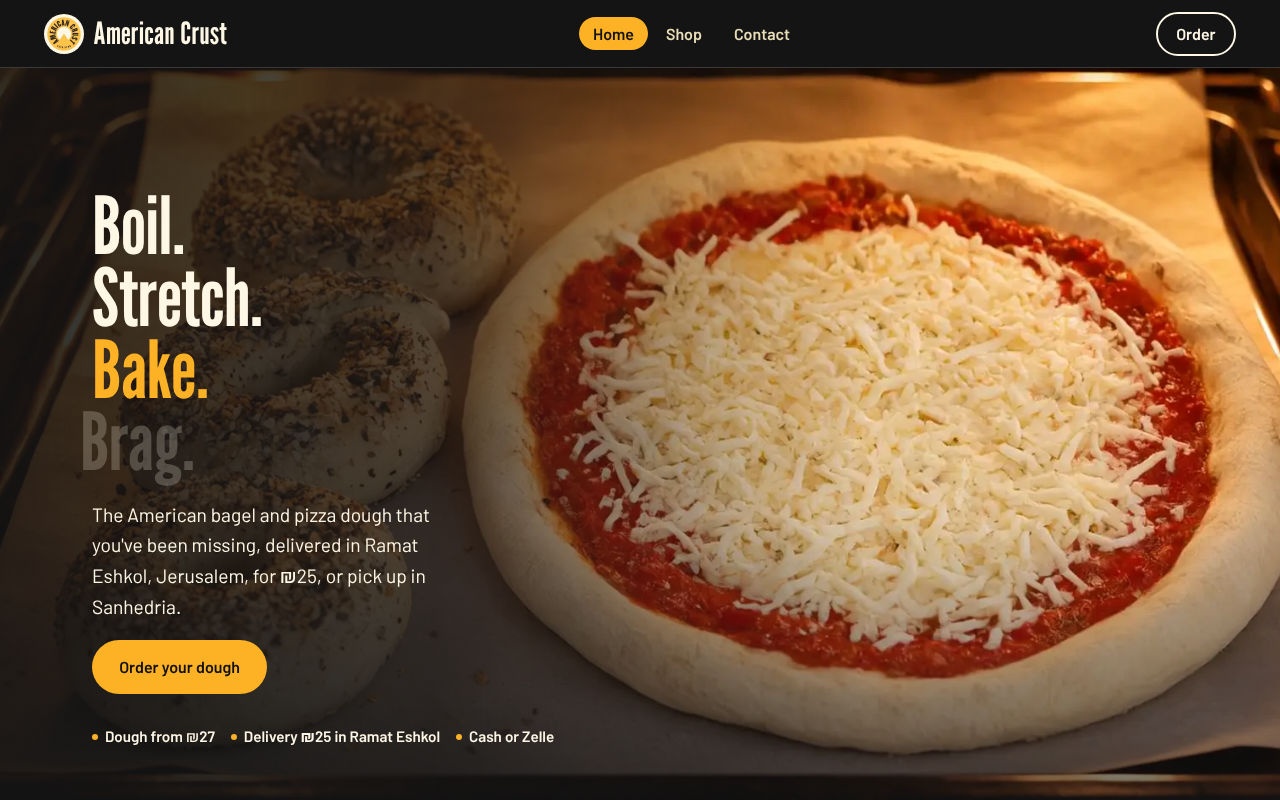 AMERICAN CRUST
American Crust
Home
Shop
Contact
Order
Boil.
Stretch.
Bake.
Brag.
The American bagel and pizza dough that
you've been missing, delivered in Ramat
Eshkol, Jerusalem, for ₪25, or pick up in
Sanhedria.
Order your dough
Dough from ₪27
Delivery ₪25 in Ramat Eshkol
Cash or Zelle